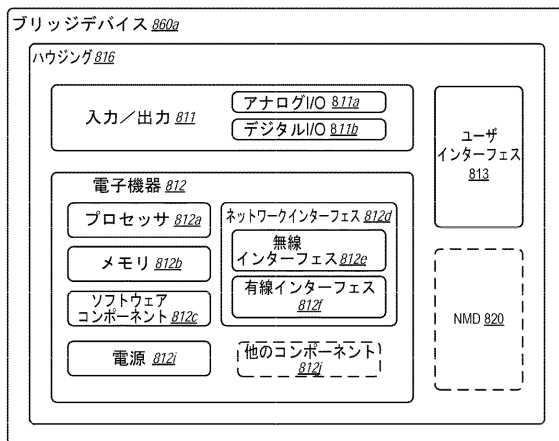 ブリッジデバイス 860a
ハウジング 816
入力／出力 811
アナログI/O 811a
デジタルI/O 811b
ユーザ
インターフェス
813
電子機器 812
プロセッサ 812a
メモリ 812b
ソフトウェア
コンポーネント 812c
電源 812i
ネットワークインターフェス 812d
無線
インターフェス 812e
有線インターフェス
812f
他のコンポーネント
812j
NMD 820